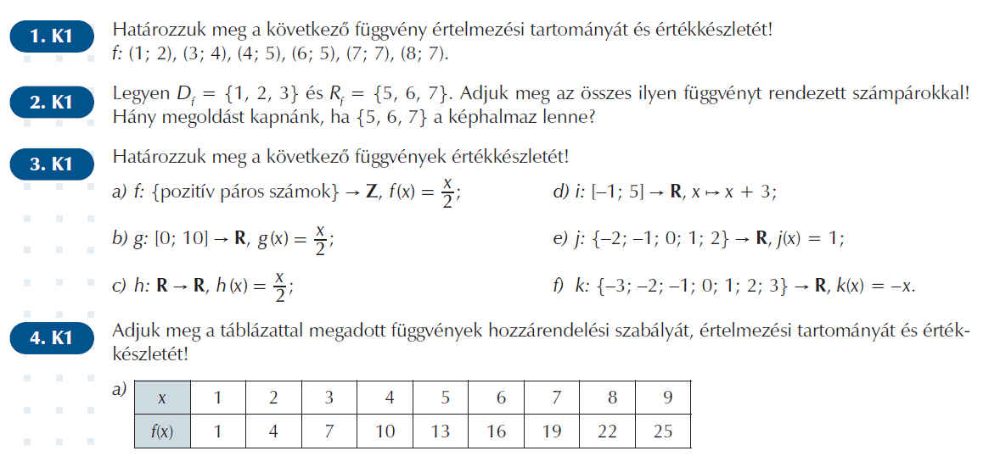 1. K1
Határozzuk meg a következő függvény értelmezési tartományát és értékkészletét!
f: (1; 2), (3; 4), (4; 5), (6; 5), (7; 7), (8; 7).
2. K1
Legyen D_f = {1, 2, 3} és R_f = {5, 6, 7}. Adjuk meg az összes ilyen függvényt rendezett számpárokkal!
Hány megoldást kapnánk, ha {5, 6, 7} a képhalmaz lenne?
3. K1
Határozzuk meg a következő függvények értékkészletét!
a) f: {pozitív páros számok} → Z, f(x) = x/2;
b) g: [0; 10] → R, g(x) = x/2;
c) h: R → R, h(x) = x/2;
d) i: [–1; 5] → R, x ↦ x + 3;
e) j: {–2; –1; 0; 1; 2} → R, j(x) = 1;
f) k: {–3; –2; –1; 0; 1; 2; 3} → R, k(x) = –x.
4. K1
Adjuk meg a táblázattal megadott függvények hozzárendelési szabályát, értelmezési tartományát és érték-
készletét!
a)
x 1 2 3 4 5 6 7 8 9
f(x) 1 4 7 10 13 16 19 22 25